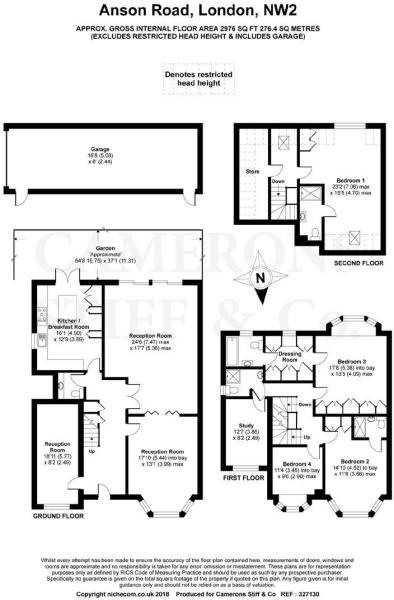 Anson Road, London, NW2
APPROX. GROSS INTERNAL FLOOR AREA 2976 SQ FT 276.4 SQ METRES
(EXCLUDES RESTRICTED HEAD HEIGHT & INCLUDES GARAGE)
Denotes restricted
head height
Garage
16'8 (5.08)
x 8' (2.44)
Store
Down
Bedroom 1
23'2 (7.06) max
x 15'5 (4.70) max
SECOND FLOOR
Garden
'Approximate'
64'8 (16.75) x 37'1 (11.31)
CAMERONS
STIFF & Co.
N
Kitchen /
Breakfast Room
16'1 (4.90)
x 12'9 (3.89)
Reception Room
24'6 (7.47) max
x 17'7 (5.36) max
Reception
Room
18'11 (5.77)
x 8'2 (2.49)
Up
Reception Room
17'10 (5.44) into bay
x 13'1 (3.99) max
GROUND FLOOR
Dressing
Room
Bedroom 3
17'8 (5.38) into bay
x 13'5 (4.09) max
Study
12'7 (3.86)
x 8'2 (2.49)
Down
Up
Bedroom 4
11'4 (3.45) into bay
x 9'6 (2.90) max
Bedroom 2
14'10 (4.52) to bay
x 11'8 (3.56) max
FIRST FLOOR
Whilst every attempt has been made to ensure the accuracy of the floor plan contained here, measurements of doors, windows and
rooms are approximate and no responsibility is taken for any error, omission or misstatement. These plans are for representation
purposes only as defined by RICS Code of Measuring Practice and should be used as such by any prospective purchaser.
Specifically no guarantee is given on the total square footage of the property if quoted on this plan. Any figure given is for initial
guidance only and should not be relied on as a basis of valuation.
Copyright nichecom.co.uk 2018 Produced for Camerons Stiff & Co REF : 327130